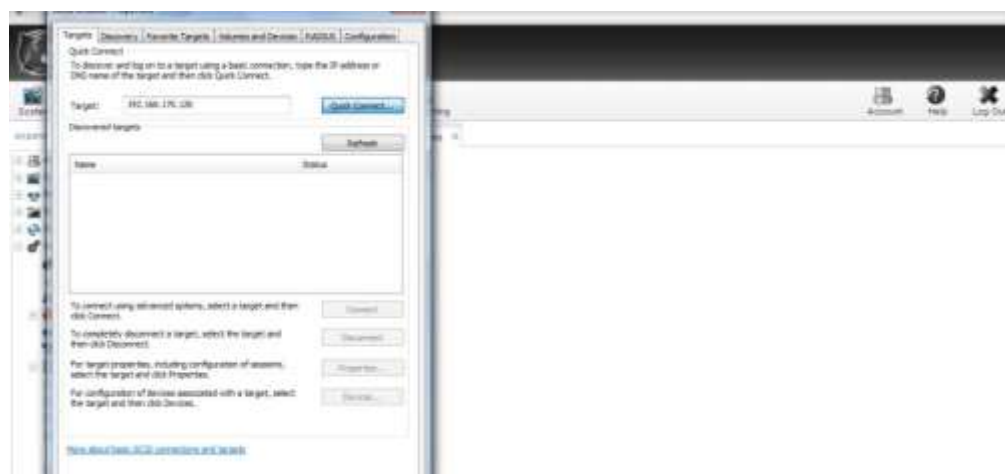 Targets Discovery Favorite Targets Volumes and Devices RADIUS Configuration
Quick Connect
To discover and log on to a target using a basic connection, type the IP address or
DNS name of the target and then click Quick Connect.
Target: Quick Connect...
Discovered targets
Refresh
Name Status
To connect using advanced options, select a target and then
click Connect.
Connect
To completely disconnect a target, select the target and
then click Disconnect.
Disconnect
For target properties, including configuration of sessions,
select the target and click Properties.
Properties...
For configuration of devices associated with a target, select
the target and then click Devices.
Devices...
More about basic iSCSI connections and targets
Account Help Log Out